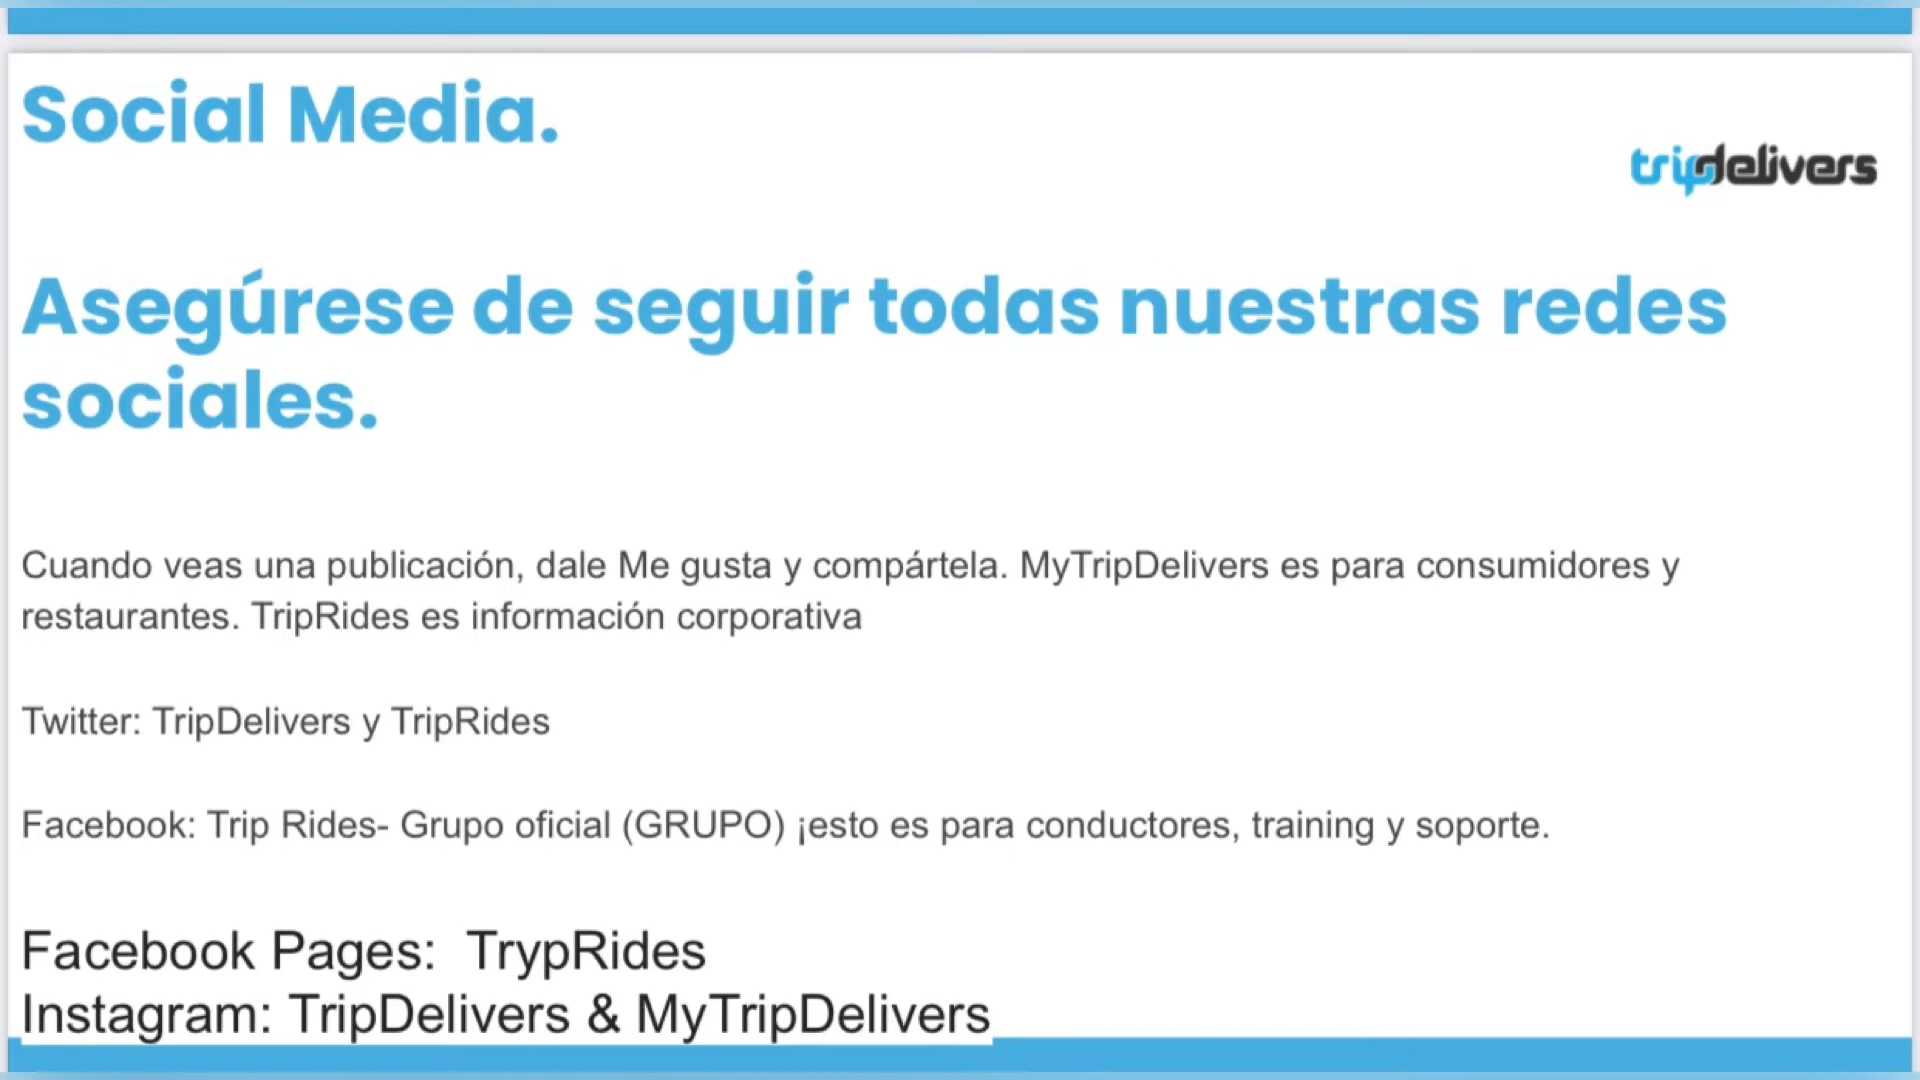 Social Media.
tripdelivers
Asegúrese de seguir todas nuestras redes
sociales.
Cuando veas una publicación, dale Me gusta y compártela. MyTripDelivers es para consumidores y
restaurantes. TripRides es información corporativa
Twitter: TripDelivers y TripRides
Facebook: Trip Rides- Grupo oficial (GRUPO) ¡esto es para conductores, training y soporte.
Facebook Pages:  TrypRides
Instagram: TripDelivers & MyTripDelivers